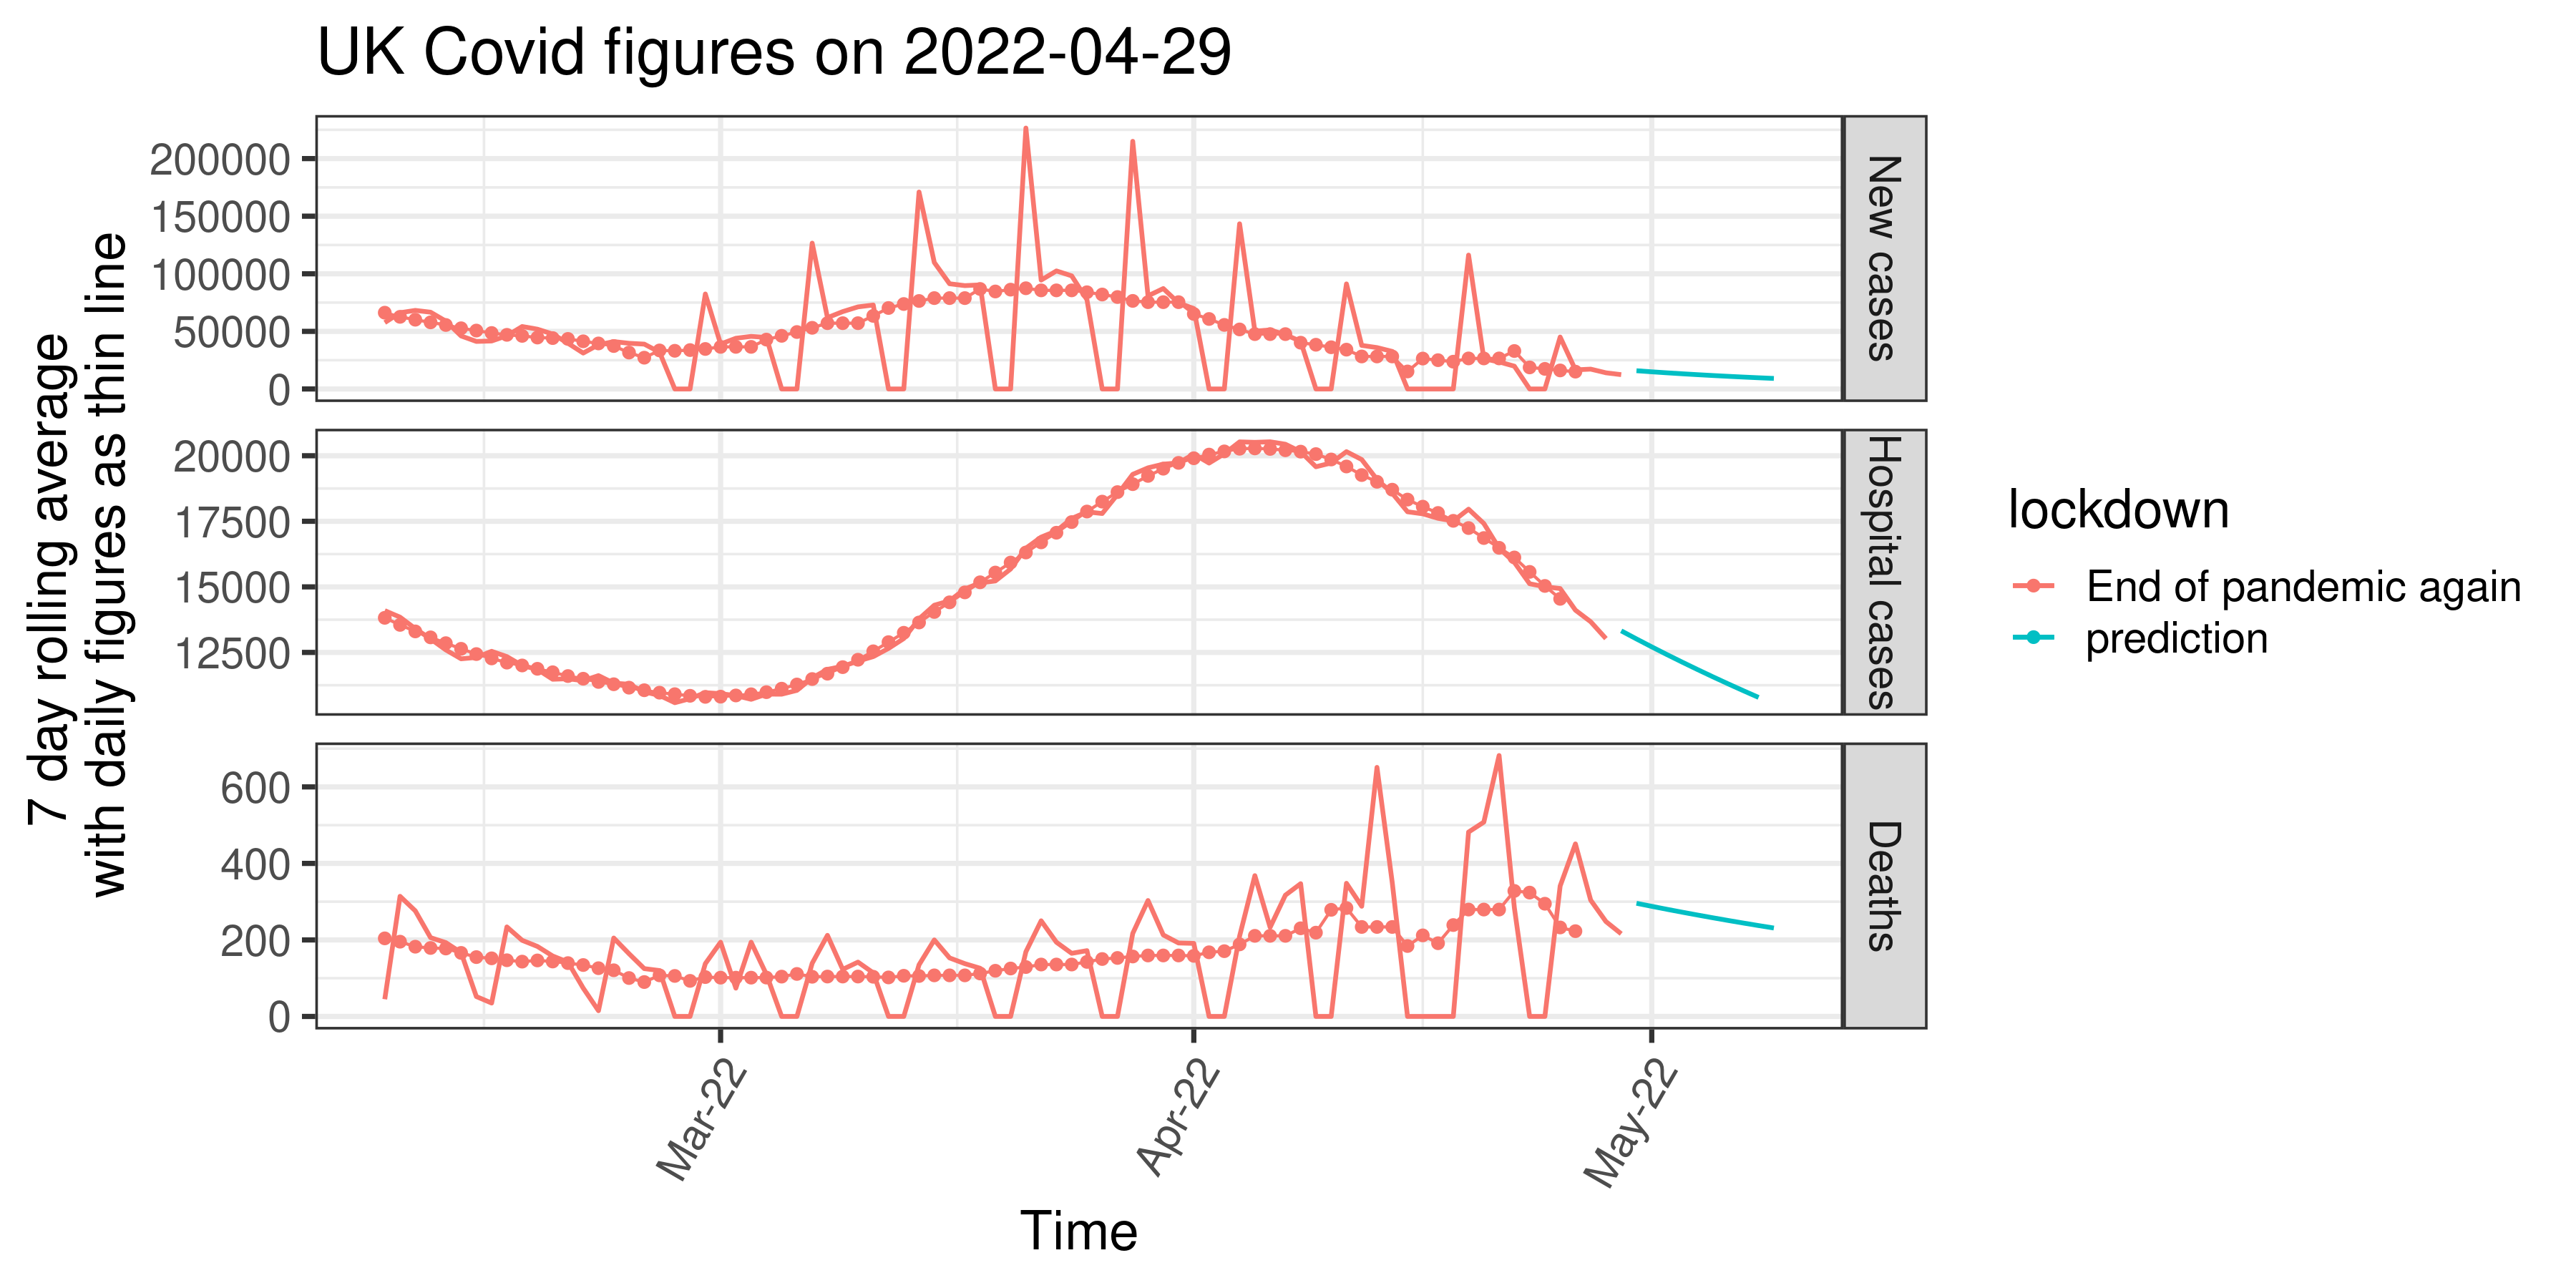 UK Covid figures on 2022-04-29
7 day rolling average
with daily figures as thin line
200000
150000
100000
50000
0
New cases
20000
17500
15000
12500
Hospital cases
600
400
200
0
Deaths
Mar-22
Apr-22
May-22
Time
lockdown
End of pandemic again
prediction